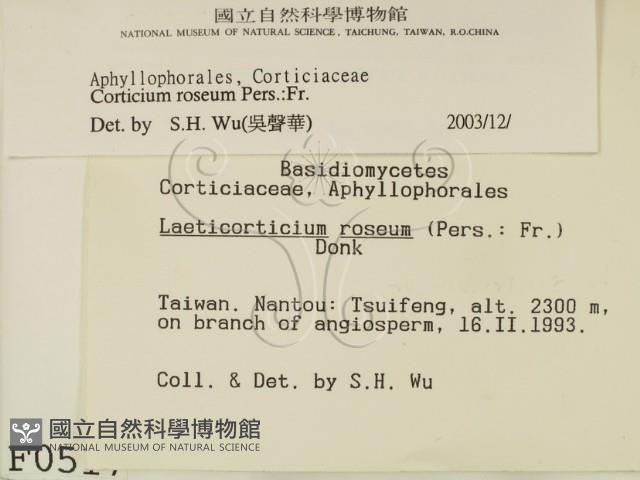 國立自然科學博物館
NATIONAL MUSEUM OF NATURAL SCIENCE, TAICHUNG, TAIWAN, R.O.CHINA
Aphyllophorales, Corticiaceae
Corticium roseum Pers.:Fr.
Det. by S.H. Wu(吳聲華) 2003/12/
Basidiomycetes
Corticiaceae, Aphyllophorales
Laeticorticium roseum (Pers.: Fr.)
Donk
Taiwan. Nantou: Tsuifeng, alt. 2300 m,
on branch of angiosperm, 16.II.1993.
Coll. & Det. by S.H. Wu
國立自然科學博物館
NATIONAL MUSEUM OF NATURAL SCIENCE